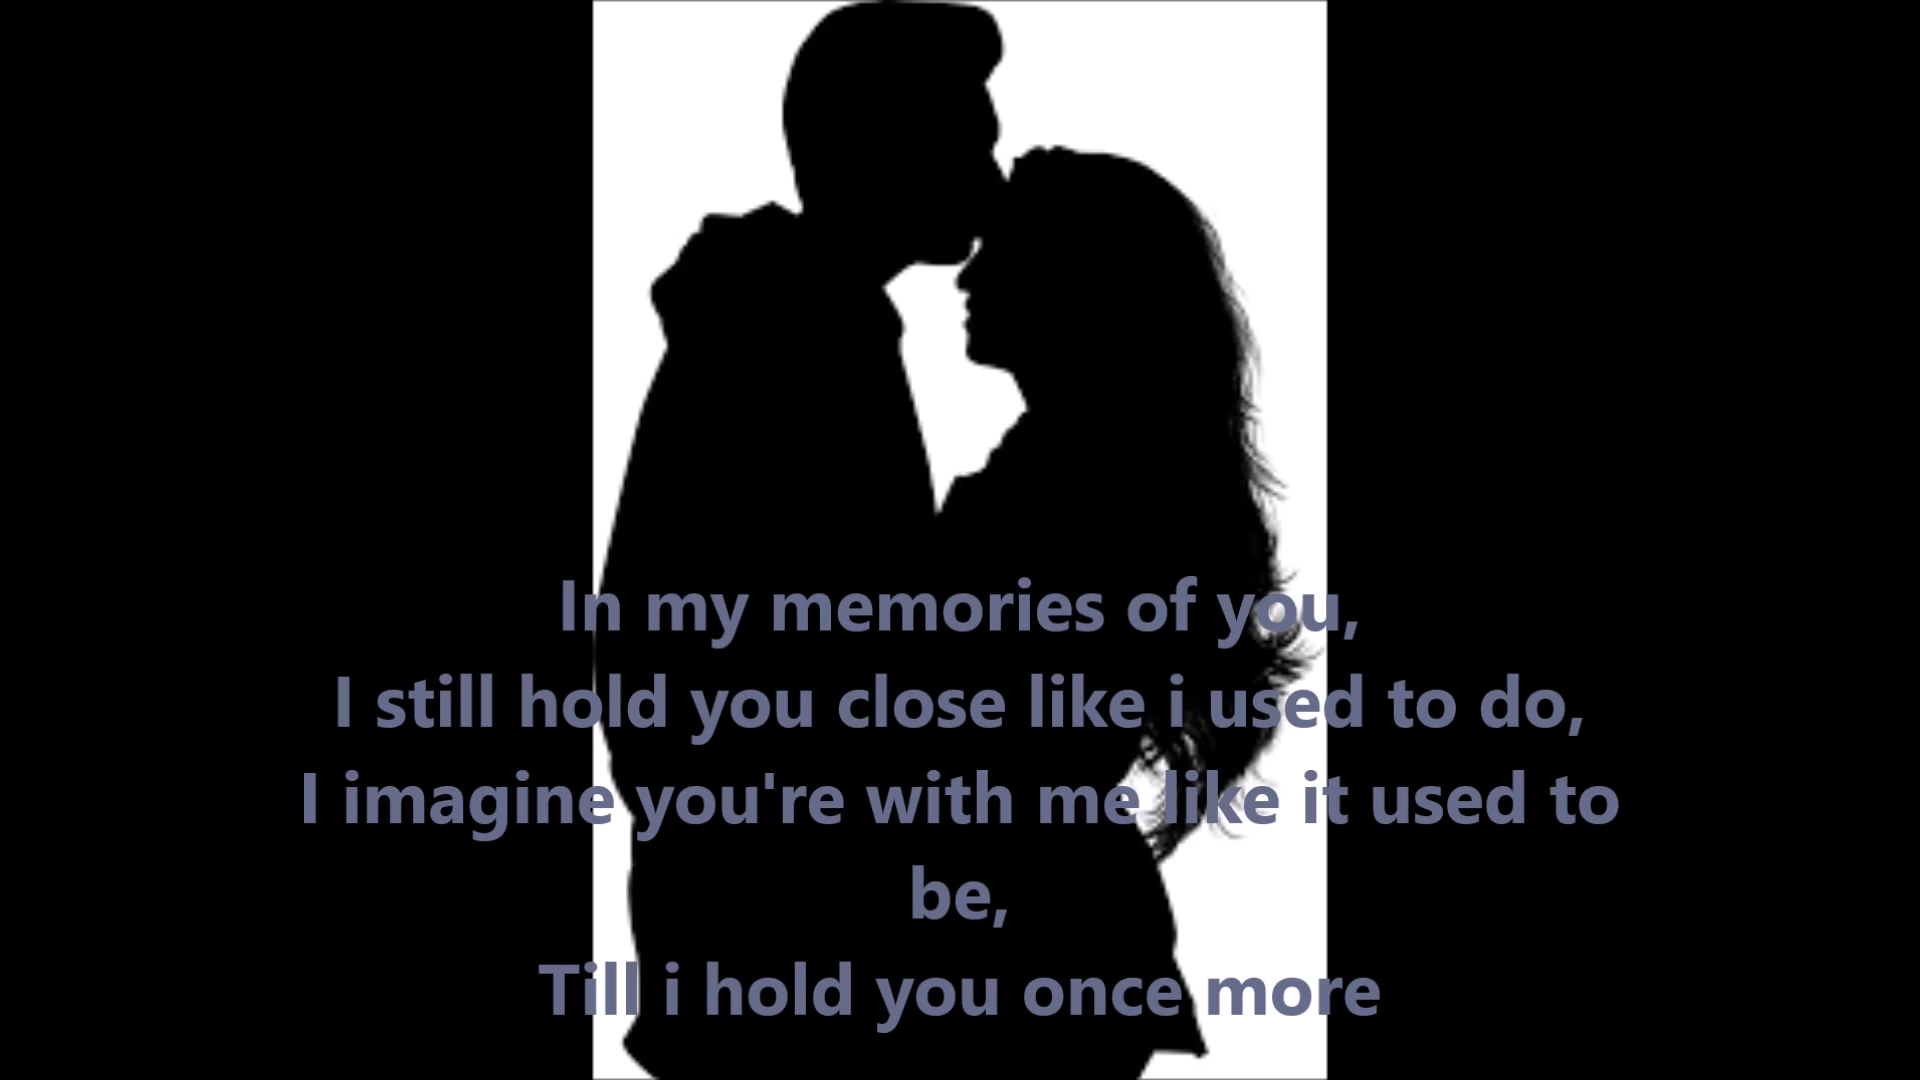 In my memories of you,
I still hold you close like i used to do,
I imagine you're with me like it used to
be,
Till i hold you once more